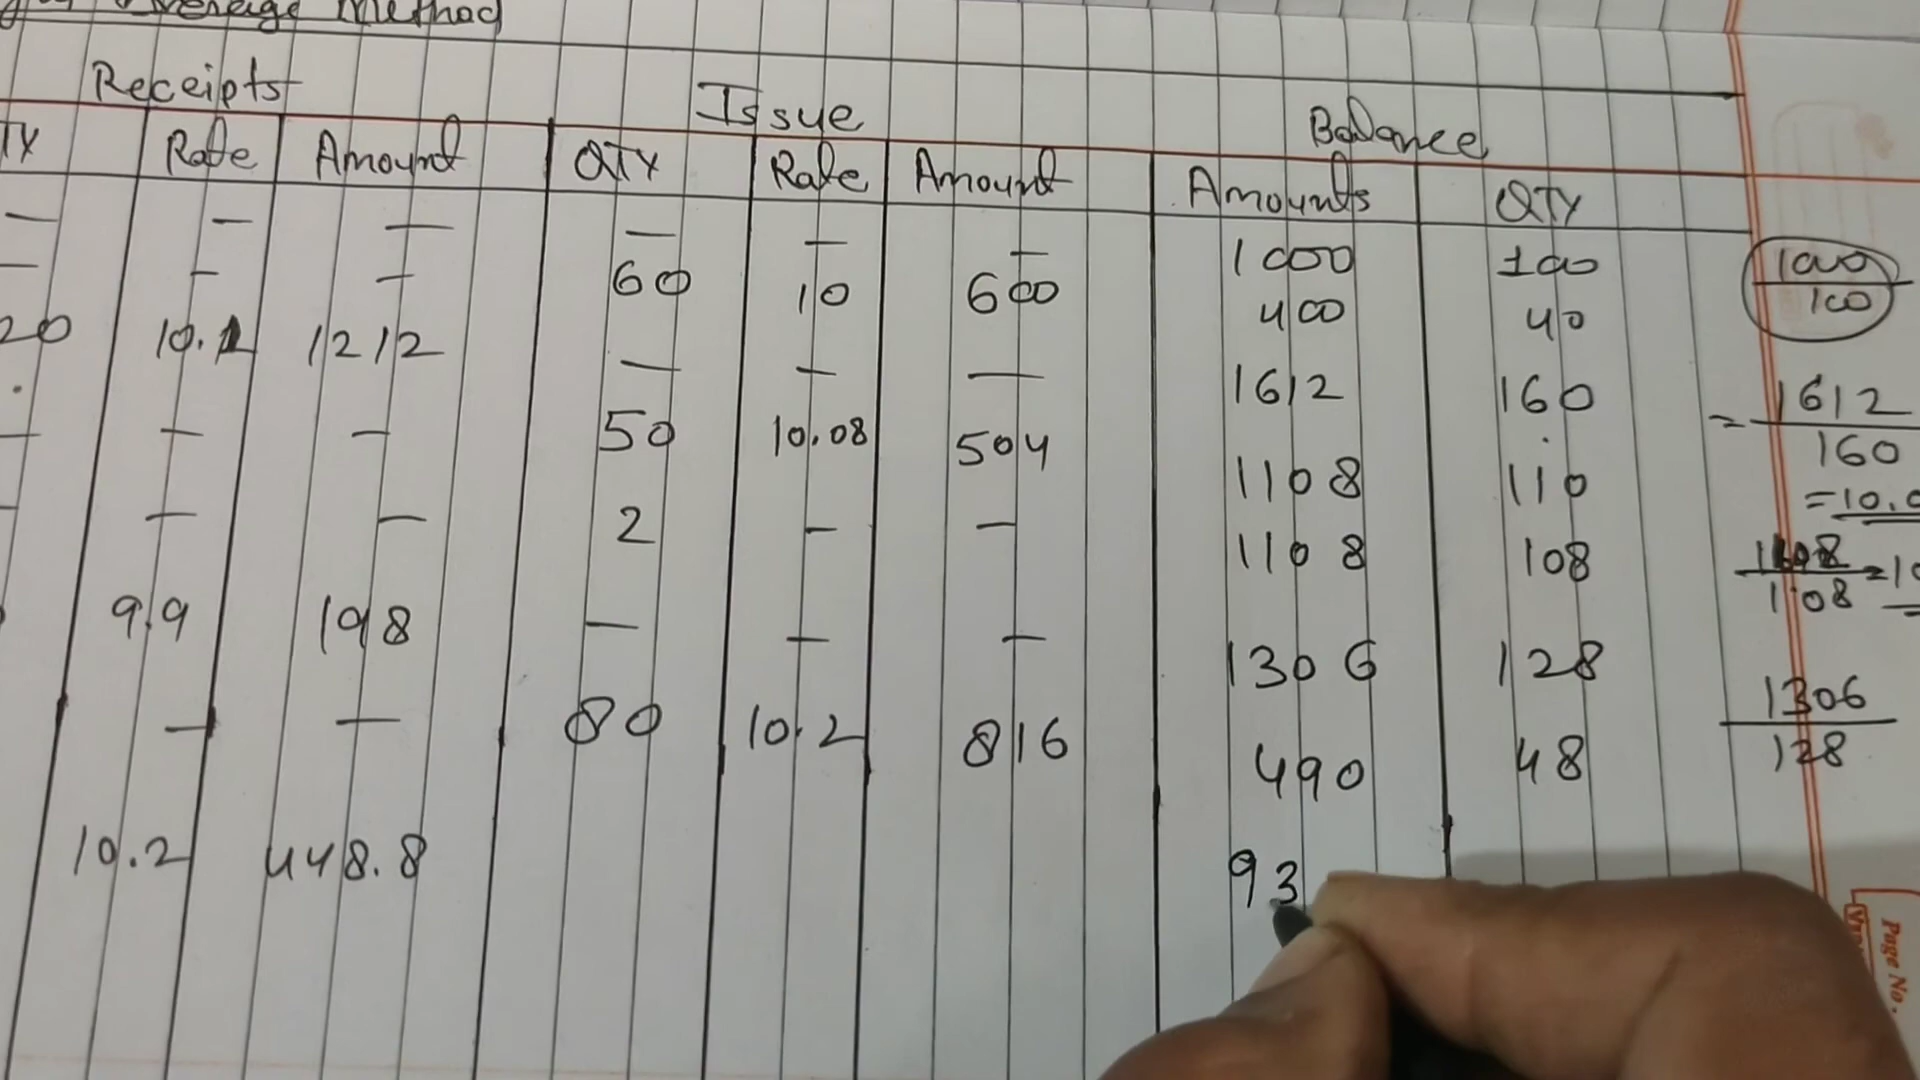 Average Method
Receipts Issue Balance
Rate Amount QTY Rate Amount Amounts QTY
— — — — — — 1000 100 1000/100
— — — 60 10 600 400 40
20 10.1 1212 — — — 1612 160 = 1612/160
— — — 50 10.08 504 1108 110 = 10.0
— — — 2 — — 1108 108 1108/108 = 10
9.9 198 — — — 1306 128 1306/128
— — 80 10.2 816 490 48
10.2 448.8 93
Page No.